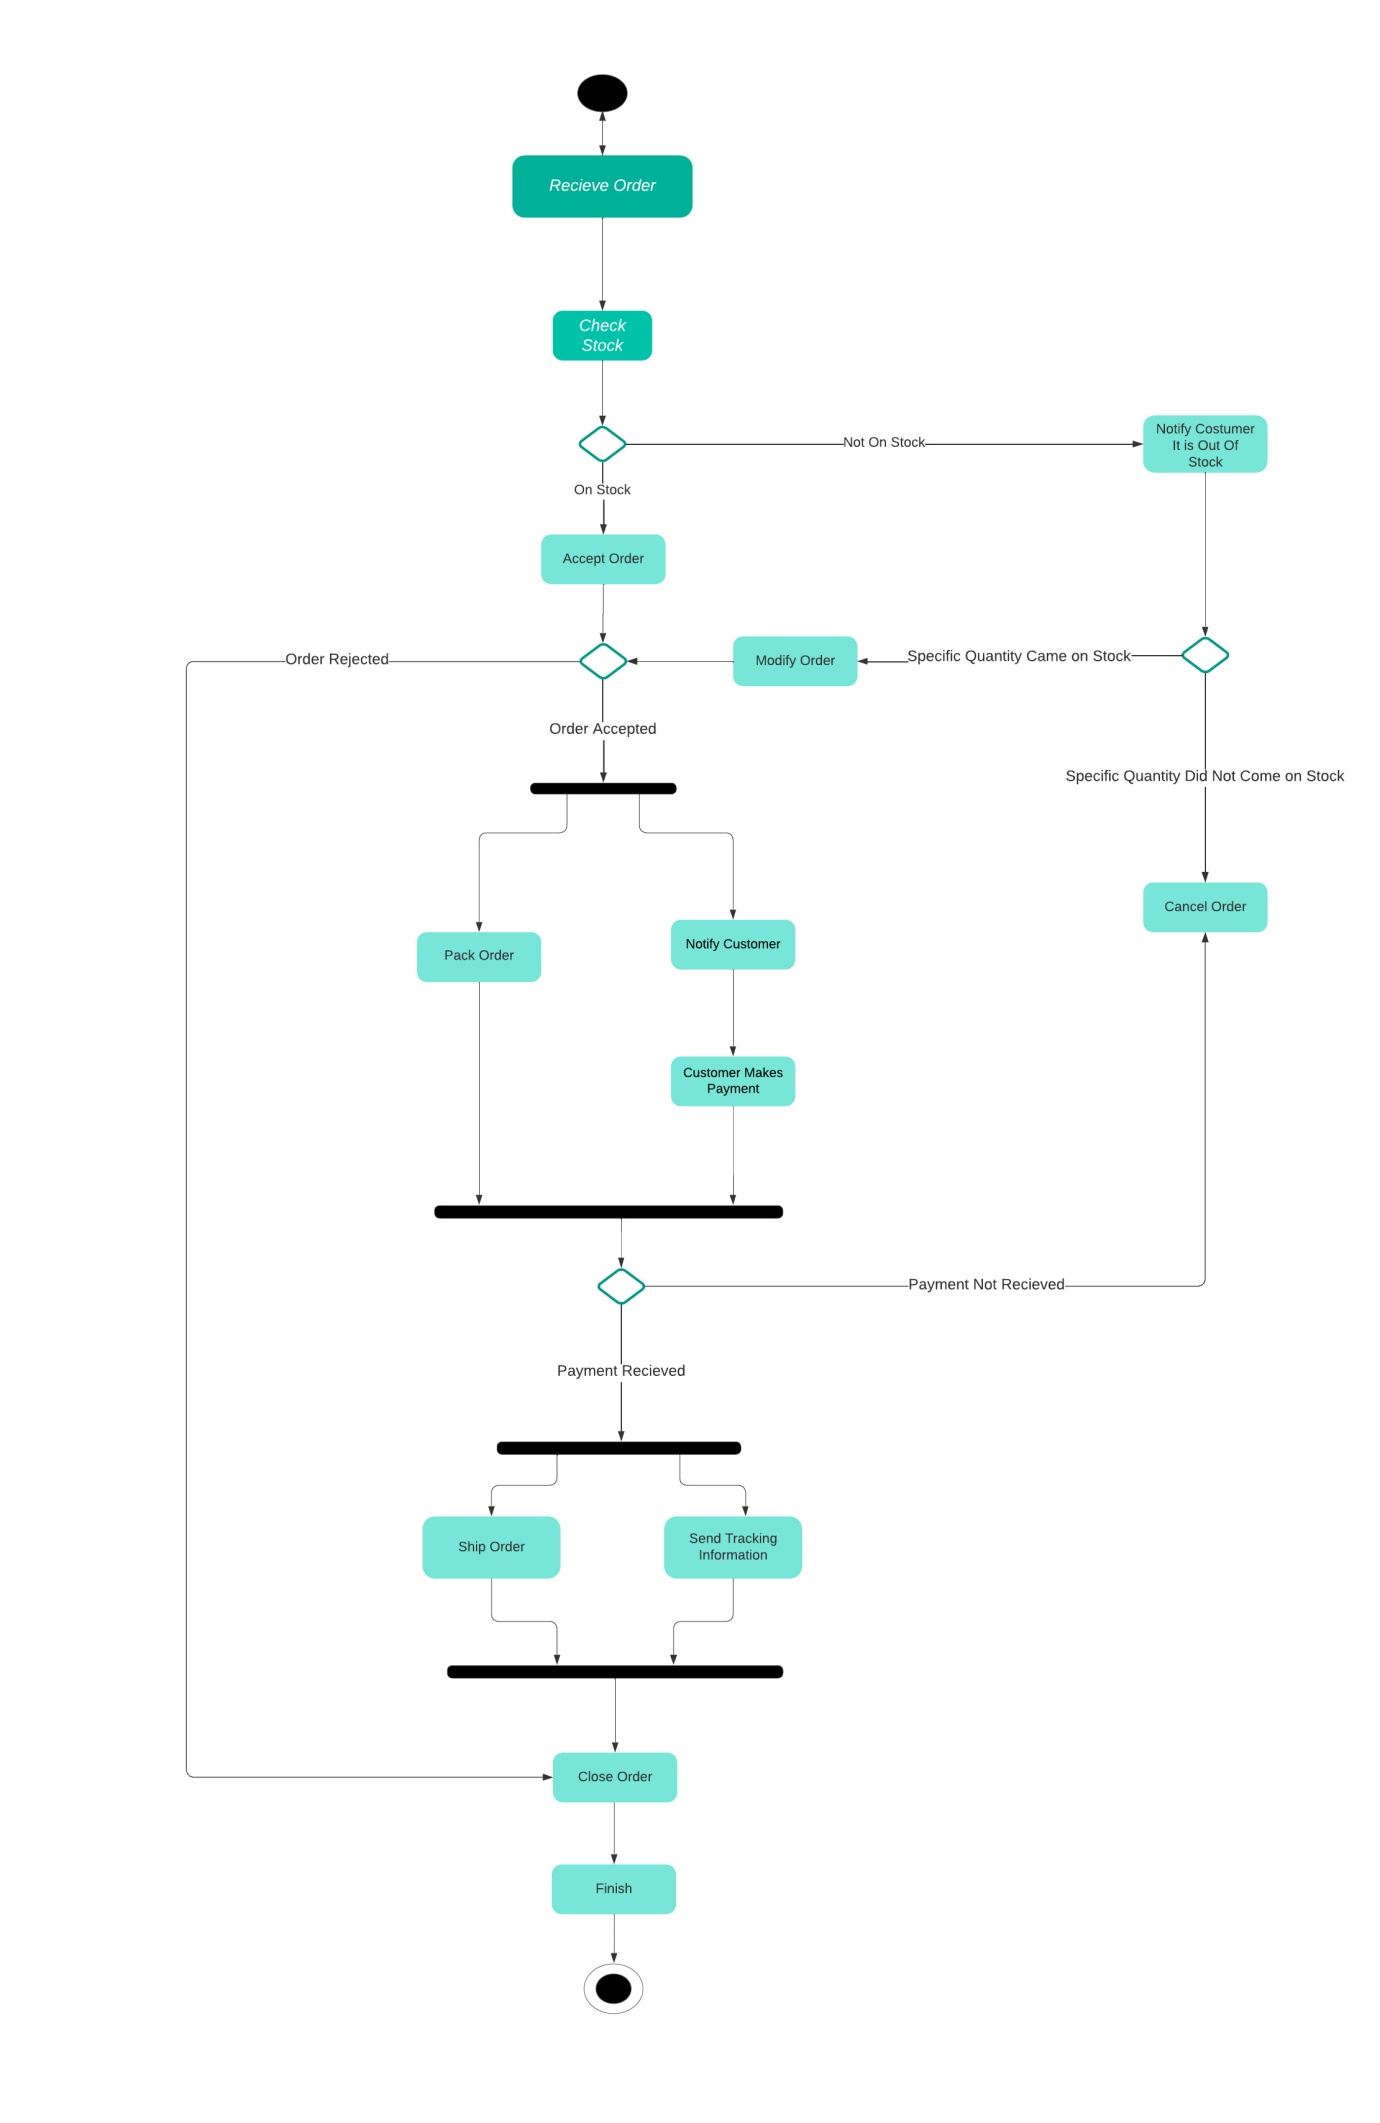 Recieve Order
Check
Stock
Not On Stock
Notify Costumer
It is Out Of
Stock
On Stock
Accept Order
Order Rejected
Modify Order
Specific Quantity Came on Stock
Order Accepted
Specific Quantity Did Not Come on Stock
Cancel Order
Pack Order
Notify Customer
Customer Makes
Payment
Payment Not Recieved
Payment Recieved
Ship Order
Send Tracking
Information
Close Order
Finish